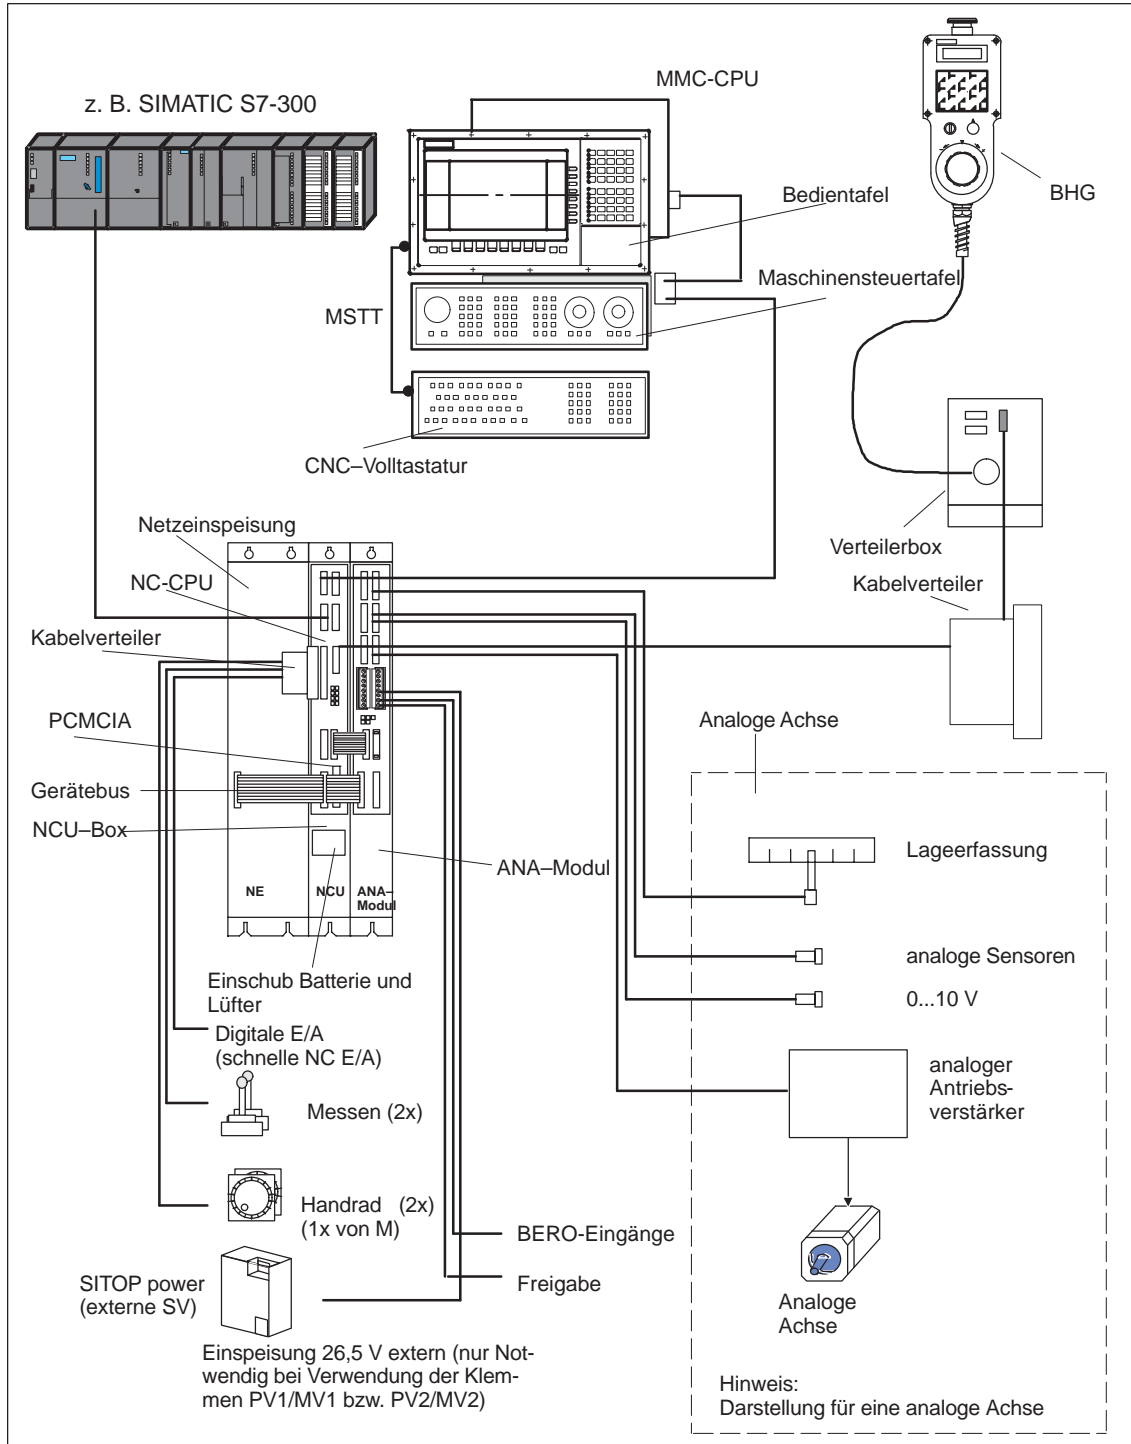 MMC-CPU
z. B. SIMATIC S7-300
Bedientafel
BHG
Maschinensteuertafel
MSTT
CNC–Volltastatur
Netzeinspeisung
Verteilerbox
NC-CPU
Kabelverteiler
Kabelverteiler
PCMCIA
Analoge Achse
Gerätebus
NCU–Box
Lageerfassung
ANA–Modul
NE
NCU
ANA–
Modul
analoge Sensoren
Einschub Batterie und
Lüfter
0...10 V
Digitale E/A
(schnelle NC E/A)
analoger
Antriebs-
verstärker
Messen (2x)
Handrad (2x)
(1x von M)
BERO-Eingänge
SITOP power
(externe SV)
Freigabe
Analoge
Achse
Einspeisung 26,5 V extern (nur Not-
wendig bei Verwendung der Klem-
men PV1/MV1 bzw. PV2/MV2)
Hinweis:
Darstellung für eine analoge Achse